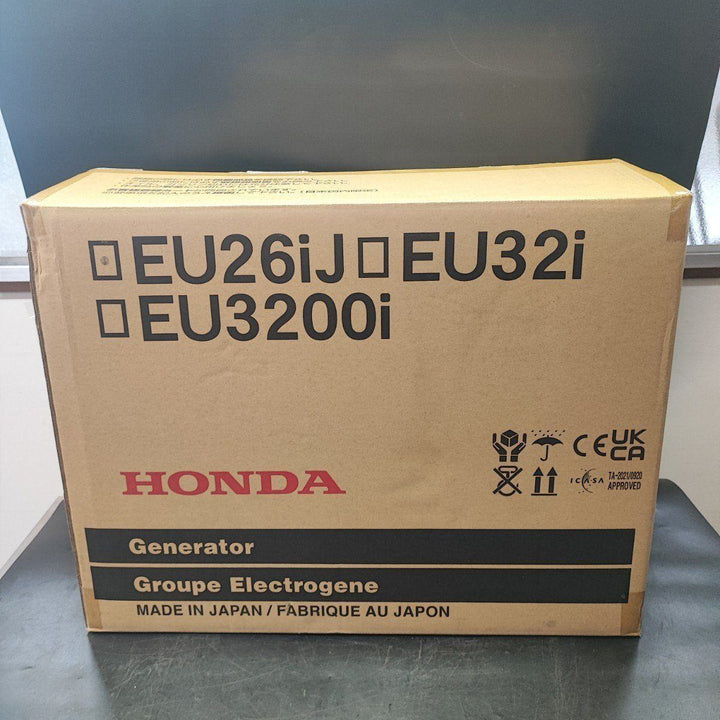 EU26iJ EU32i
EU3200i
HONDA
CE UK CA
ICASA TA-2021/0920 APPROVED
Generator
Groupe Electrogene
MADE IN JAPAN / FABRIQUE AU JAPON